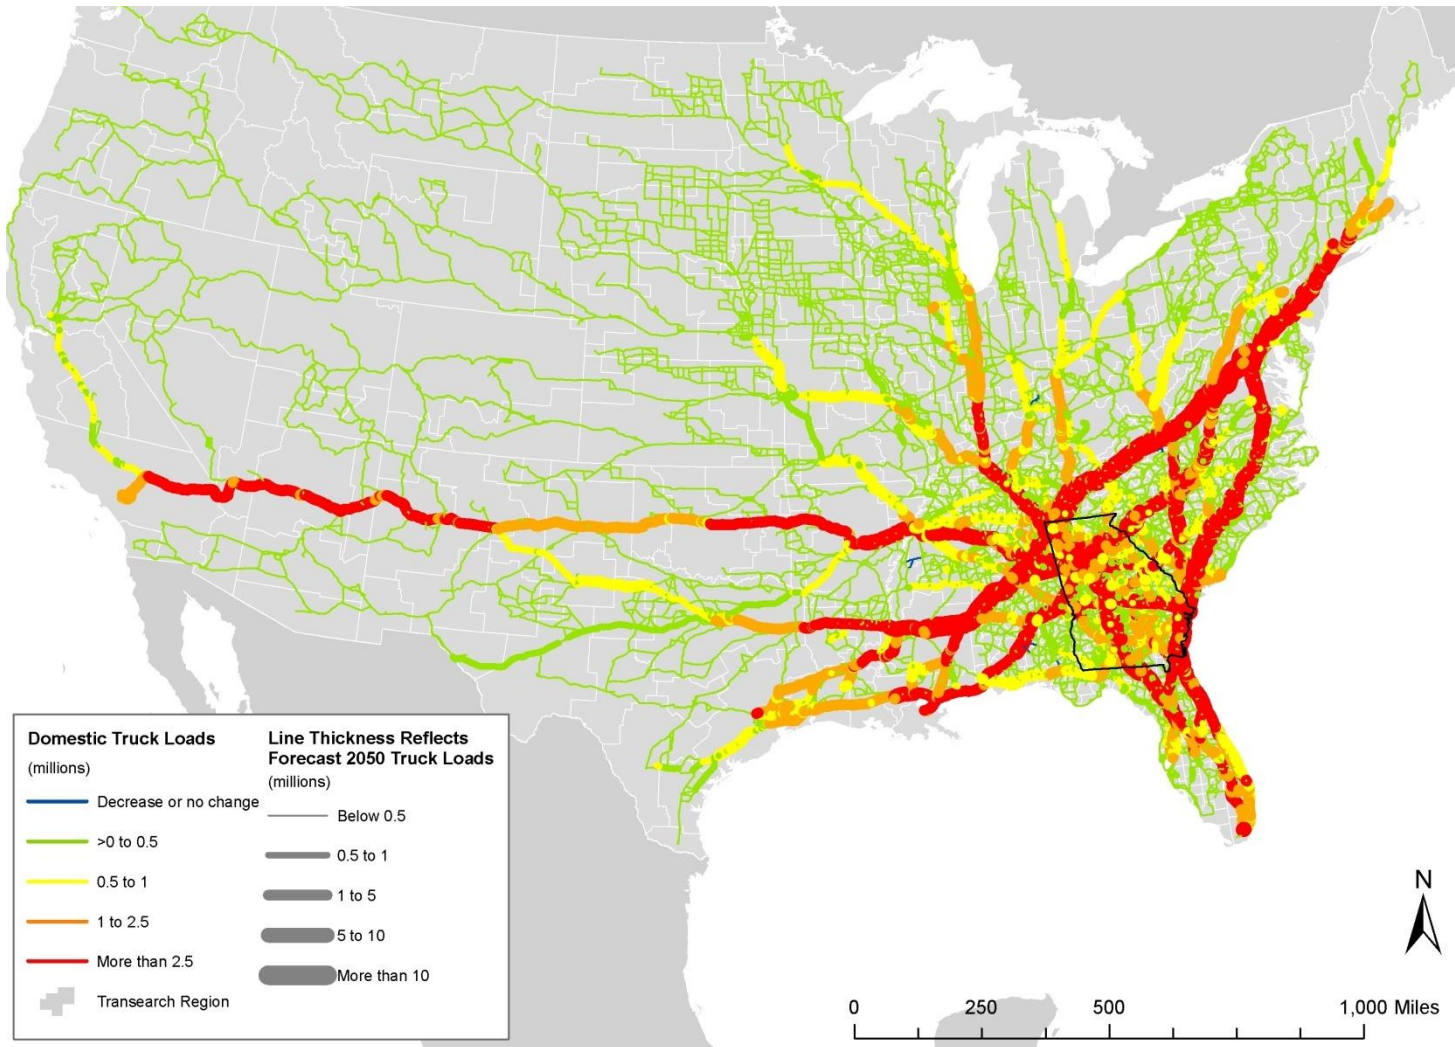 Domestic Truck Loads
(millions)
Decrease or no change
>0 to 0.5
0.5 to 1
1 to 2.5
More than 2.5
Transearch Region
Line Thickness Reflects
Forecast 2050 Truck Loads
(millions)
Below 0.5
0.5 to 1
1 to 5
5 to 10
More than 10
N
0 250 500 1,000 Miles